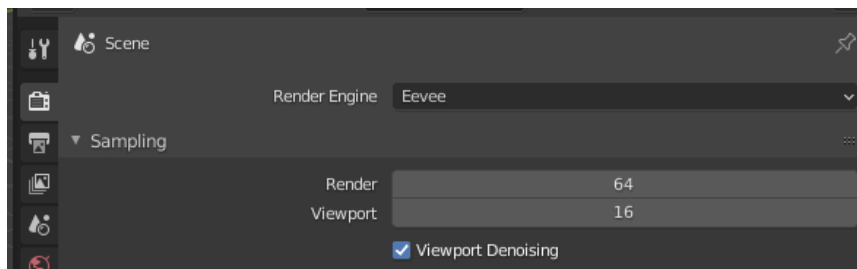 Scene
Render Engine Eevee
Sampling
Render 64
Viewport 16
Viewport Denoising